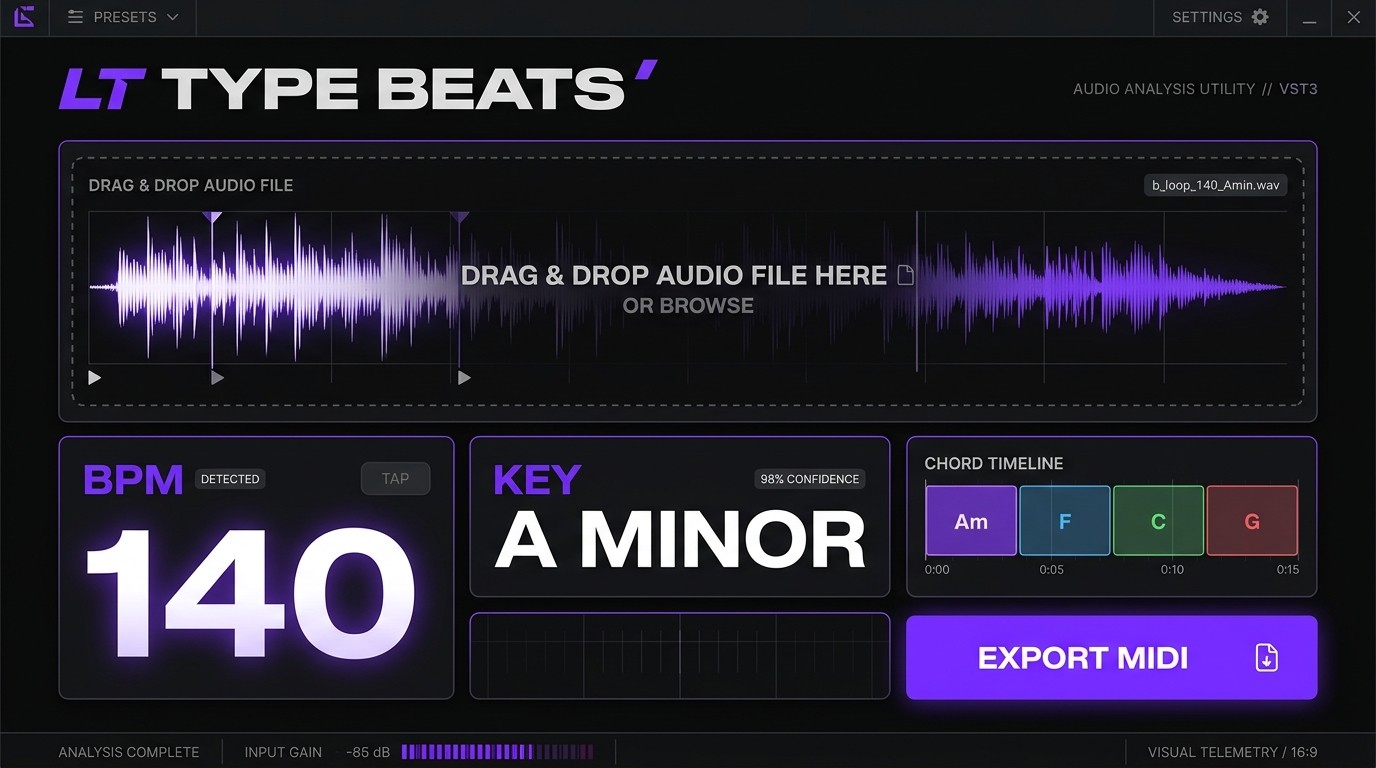 PRESETS
SETTINGS
LT TYPE BEATS'
AUDIO ANALYSIS UTILITY // VST3
DRAG & DROP AUDIO FILE
b_loop_140_Amin.wav
DRAG & DROP AUDIO FILE HERE
OR BROWSE
BPM DETECTED TAP
140
KEY 98% CONFIDENCE
A MINOR
CHORD TIMELINE
Am F C G
0:00 0:05 0:10 0:15
EXPORT MIDI
ANALYSIS COMPLETE
INPUT GAIN -85 dB
VISUAL TELEMETRY / 16:9